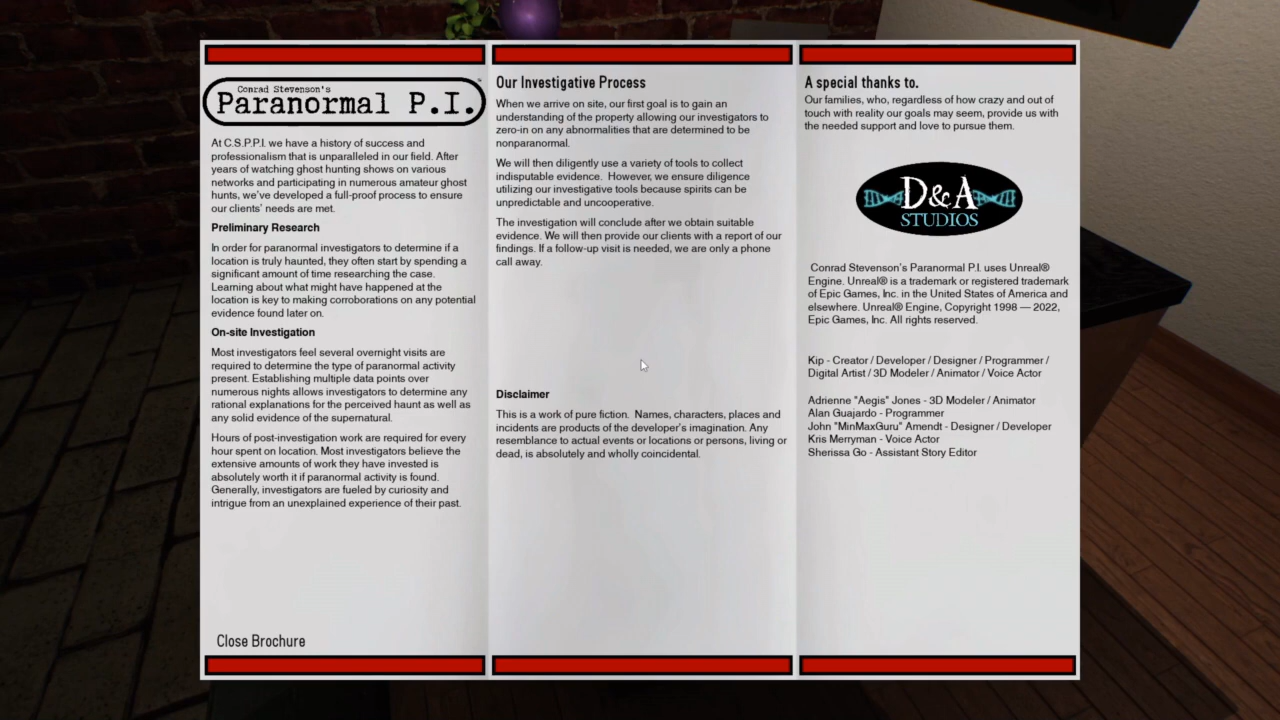 Conrad Stevenson's
Paranormal P.I.
At C.S.P.P.I. we have a history of success and
professionalism that is unparalleled in our field. After
years of watching ghost hunting shows on various
networks and participating in numerous amateur ghost
hunts, we've developed a full-proof process to ensure
our clients' needs are met.
Preliminary Research
In order for paranormal investigators to determine if a
location is truly haunted, they often start by spending a
significant amount of time researching the case.
Learning about what might have happened at the
location is key to making corroborations on any potential
evidence found later on.
On-site Investigation
Most investigators feel several overnight visits are
required to determine the type of paranormal activity
present. Establishing multiple data points over
numerous nights allows investigators to determine any
rational explanations for the perceived haunt as well as
any solid evidence of the supernatural.
Hours of post-investigation work are required for every
hour spent on location. Most investigators believe the
extensive amounts of work they have invested is
absolutely worth it if paranormal activity is found.
Generally, investigators are fueled by curiosity and
intrigue from an unexplained experience of their past.
Close Brochure
Our Investigative Process
When we arrive on site, our first goal is to gain an
understanding of the property allowing our investigators to
zero-in on any abnormalities that are determined to be
nonparanormal.
We will then diligently use a variety of tools to collect
indisputable evidence. However, we ensure diligence
utilizing our investigative tools because spirits can be
unpredictable and uncooperative.
The investigation will conclude after we obtain suitable
evidence. We will then provide our clients with a report of our
findings. If a follow-up visit is needed, we are only a phone
call away.
Disclaimer
This is a work of pure fiction. Names, characters, places and
incidents are products of the developer's imagination. Any
resemblance to actual events or locations or persons, living or
dead, is absolutely and wholly coincidental.
A special thanks to.
Our families, who, regardless of how crazy and out of
touch with reality our goals may seem, provide us with
the needed support and love to pursue them.
D&A
STUDIOS
Conrad Stevenson's Paranormal P.I. uses Unreal®
Engine. Unreal® is a trademark or registered trademark
of Epic Games, Inc. in the United States of America and
elsewhere. Unreal® Engine, Copyright 1998 — 2022,
Epic Games, Inc. All rights reserved.
Kip - Creator / Developer / Designer / Programmer /
Digital Artist / 3D Modeler / Animator / Voice Actor
Adrienne "Aegis" Jones - 3D Modeler / Animator
Alan Guajardo - Programmer
John "MinMaxGuru" Amendt - Designer / Developer
Kris Merryman - Voice Actor
Sherissa Go - Assistant Story Editor